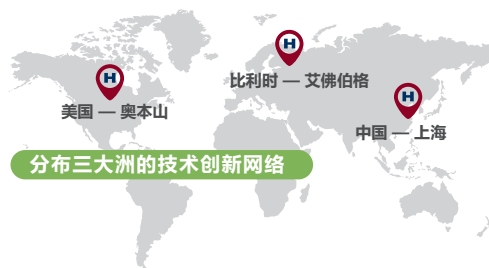 H
H
比利时 — 艾佛伯格
H
美国 — 奥本山
中国 — 上海
分布三大洲的技术创新网络